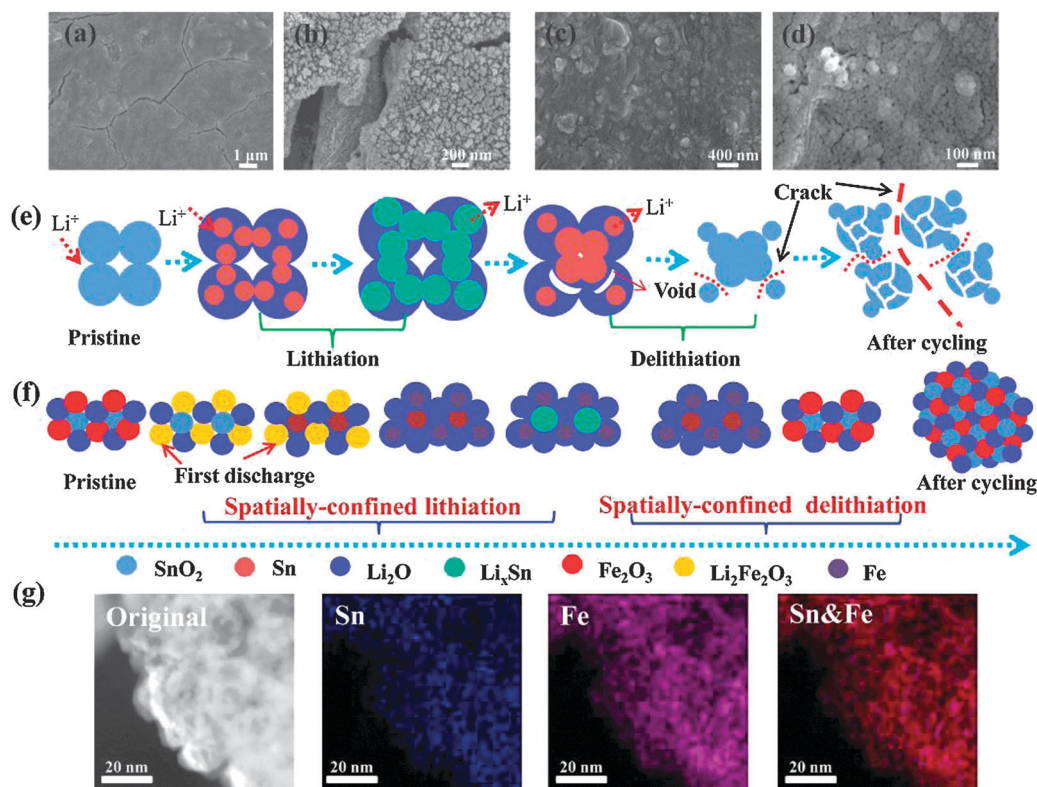 (a)
(b)
(c)
(d)
1 µm
200 nm
400 nm
100 nm
(e)
Li⁺
Li⁺
Li⁺
Li⁺
Crack
Void
Pristine
Lithiation
Delithiation
After cycling
(f)
Pristine
First discharge
After cycling
Spatially-confined lithiation
Spatially-confined delithiation
SnO₂
Sn
Li₂O
LiₓSn
Fe₂O₃
Li₂Fe₂O₃
Fe
(g)
Original
Sn
Fe
Sn&Fe
20 nm
20 nm
20 nm
20 nm